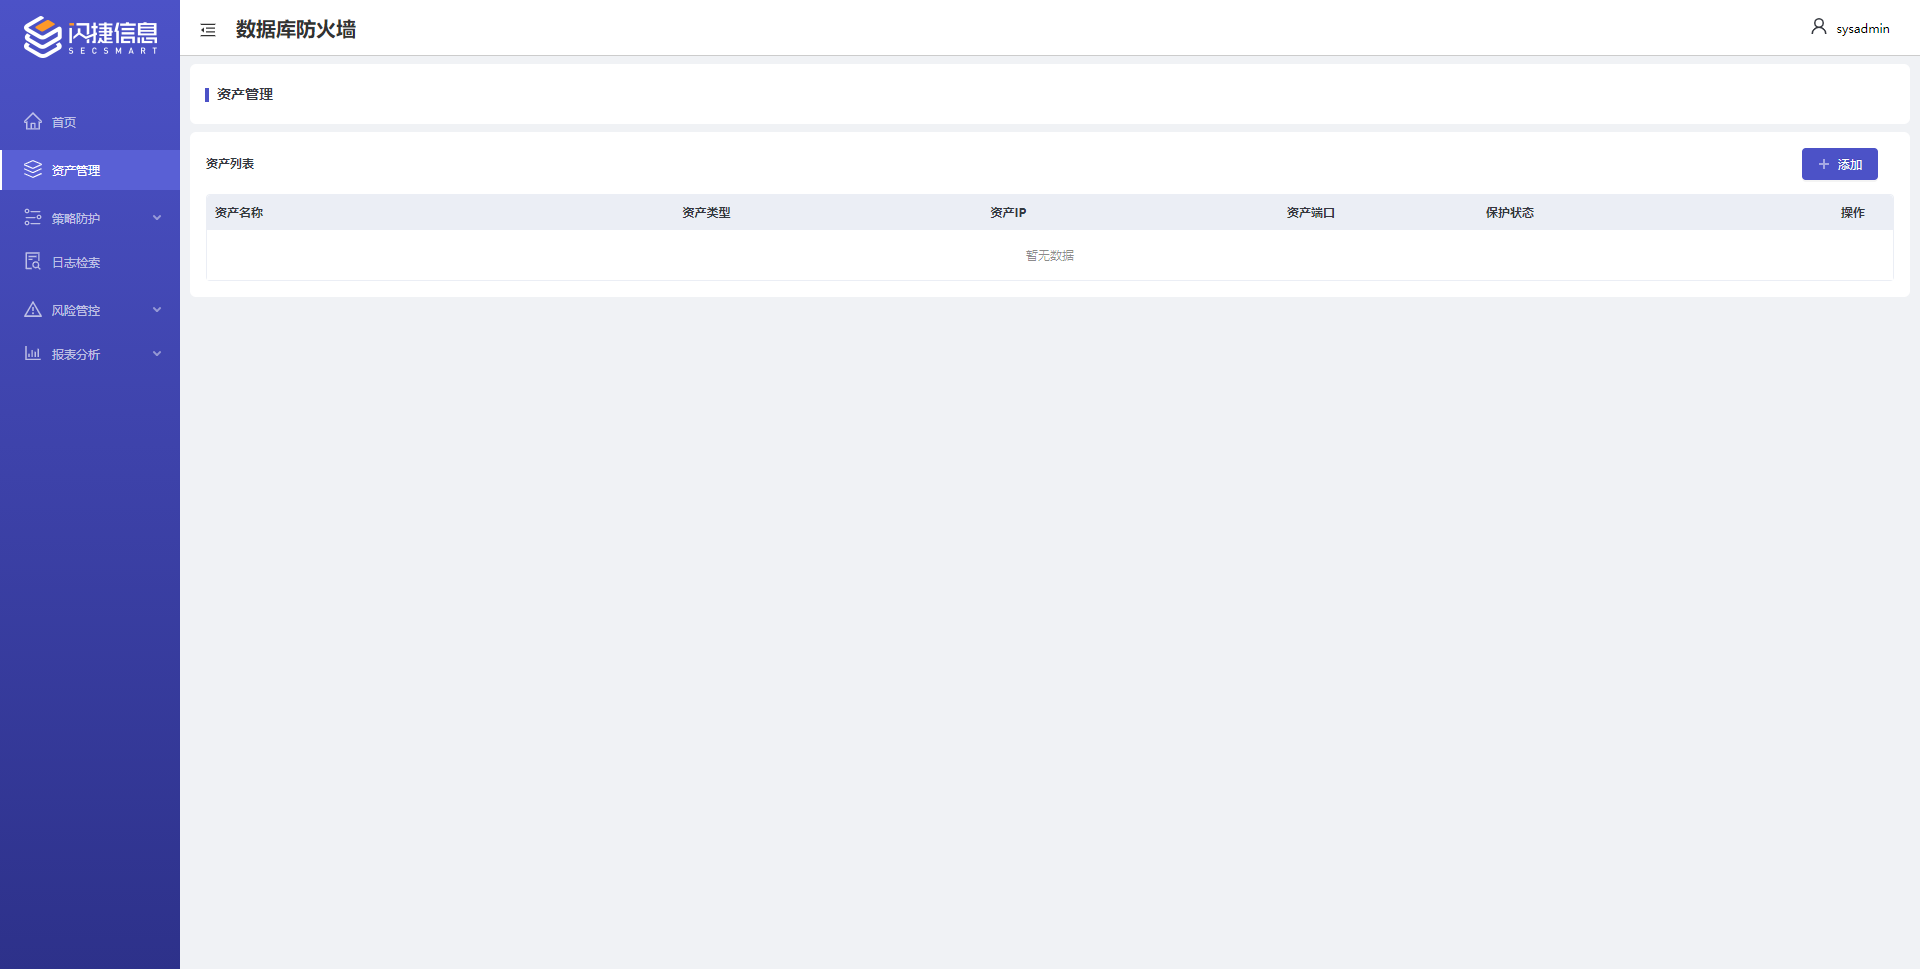 闪捷信息
SECSMART
数据库防火墙
sysadmin
首页
资产管理
策略防护
日志检索
风险管控
报表分析
资产管理
资产列表
添加
资产名称 资产类型 资产IP 资产端口 保护状态 操作
暂无数据